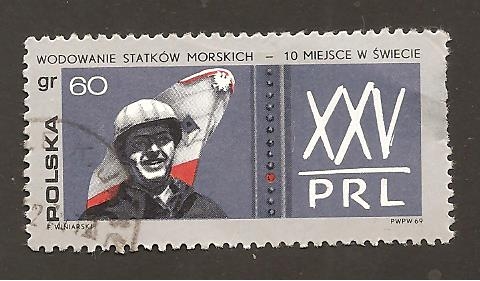 WODOWANIE STATKÓW MORSKICH – 10 MIEJSCE W ŚWIECIE
gr 60
POLSKA
XXV
PRL
F. WINIARSKI
PWPW 69